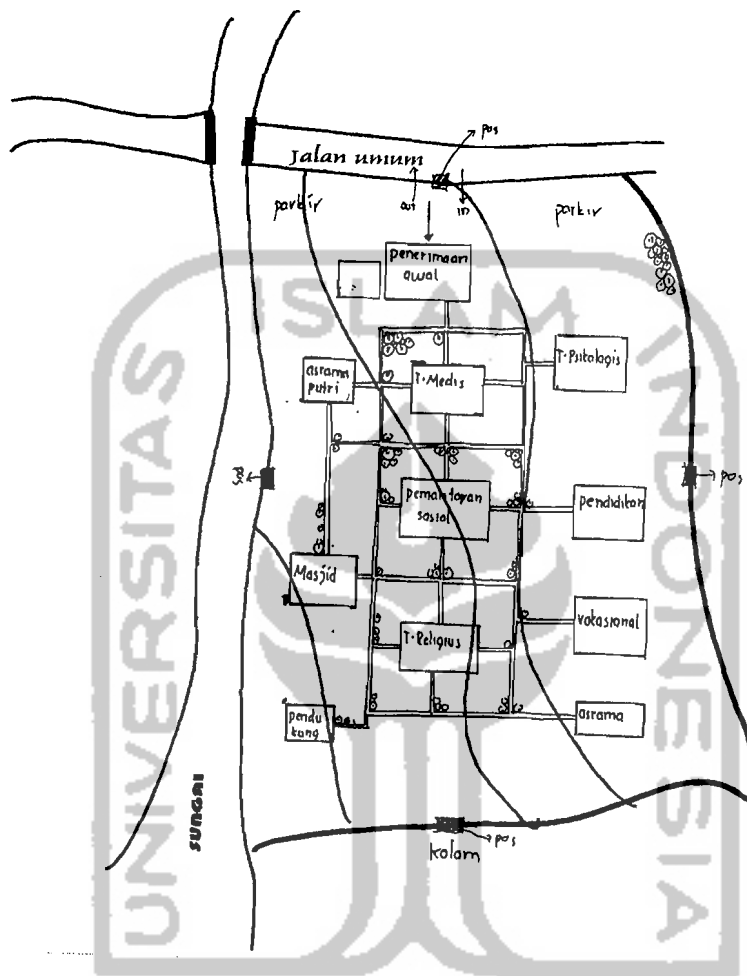 pos
Jalan umum
parkir
out
in
parkir
penerimaan
awal
ISLAM
T. Psikologis
asrama
putri
T. Medis
UNIVERSITAS
INDONESIA
pos
pos
pemantapan
sosial
pendidikan
Masjid
vokasional
T. Religius
pendu
kung
asrama
SUNGAI
pos
kolam